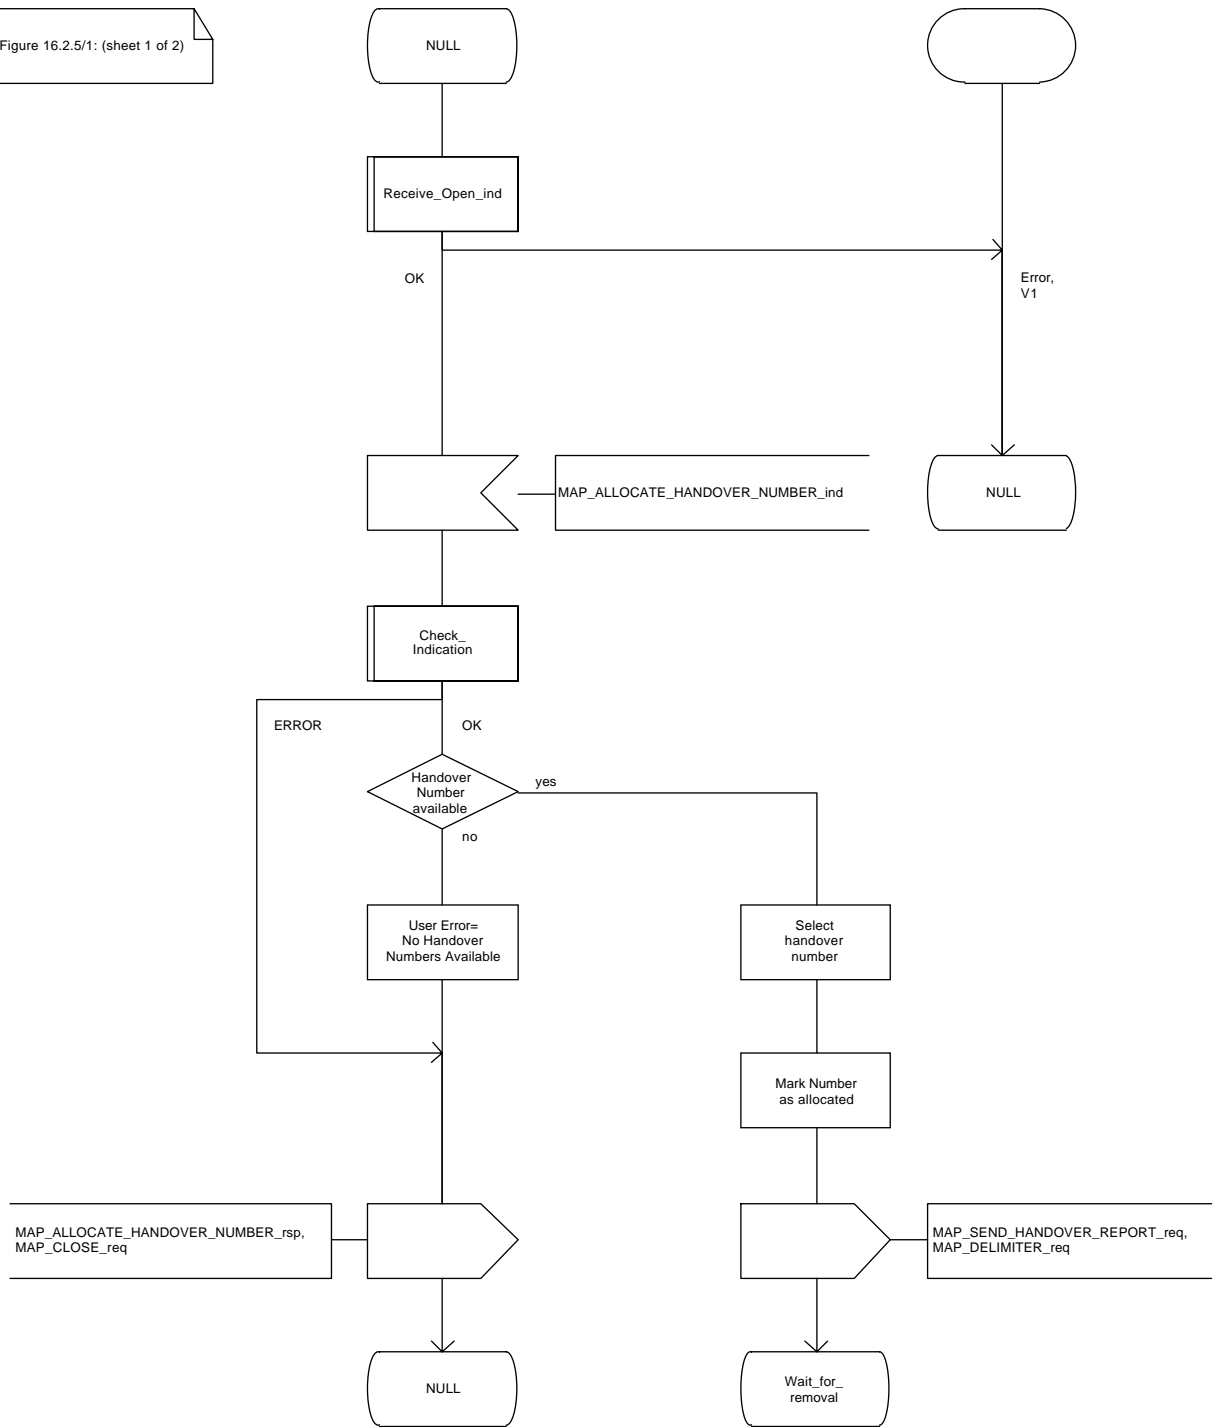 Figure 16.2.5/1: (sheet 1 of 2)
NULL
Receive_Open_ind
OK
Error,
V1
MAP_ALLOCATE_HANDOVER_NUMBER_ind
NULL
Check_
Indication
ERROR
OK
Handover
Number
available
yes
no
User Error=
No Handover
Numbers Available
Select
handover
number
Mark Number
as allocated
MAP_ALLOCATE_HANDOVER_NUMBER_rsp,
MAP_CLOSE_req
MAP_SEND_HANDOVER_REPORT_req,
MAP_DELIMITER_req
NULL
Wait_for_
removal